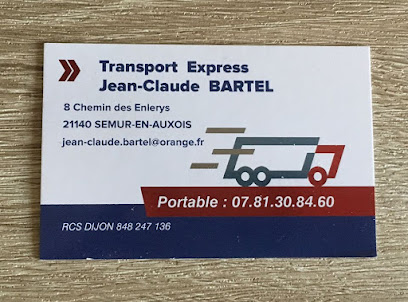 Transport Express
Jean-Claude BARTEL
8 Chemin des Enlerys
21140 SEMUR-EN-AUXOIS
jean-claude.bartel@orange.fr
Portable : 07.81.30.84.60
RCS DIJON 848 247 136